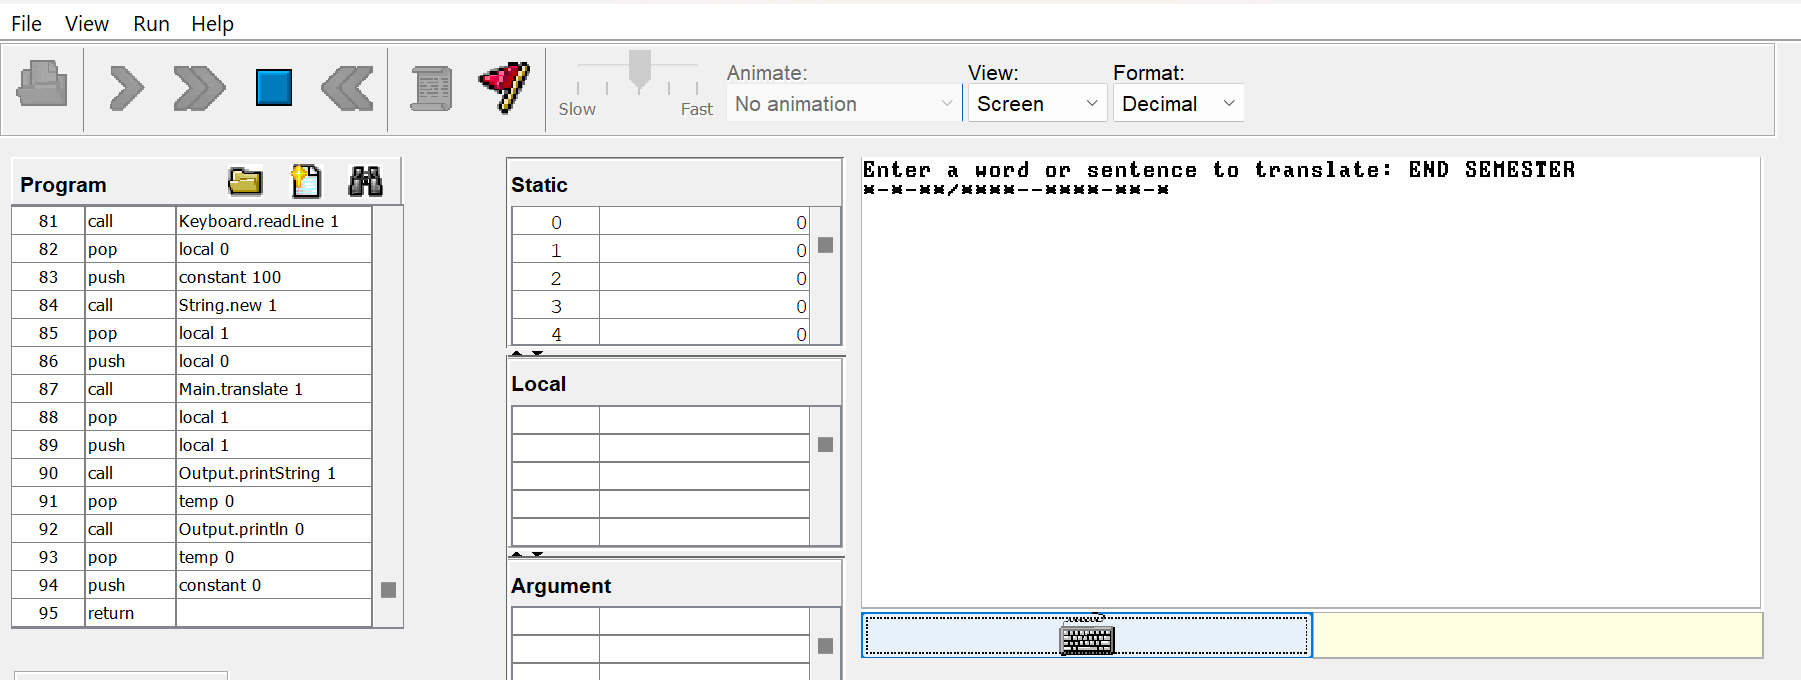 File View Run Help
Animate:
View:
Format:
Slow
Fast
No animation
Screen
Decimal
Program
81 call Keyboard.readLine 1
82 pop local 0
83 push constant 100
84 call String.new 1
85 pop local 1
86 push local 0
87 call Main.translate 1
88 pop local 1
89 push local 1
90 call Output.printString 1
91 pop temp 0
92 call Output.println 0
93 pop temp 0
94 push constant 0
95 return
Static
0 0
1 0
2 0
3 0
4 0
Local
Argument
Enter a word or sentence to translate: END SEMESTER
*-*-**/****--****-**-*